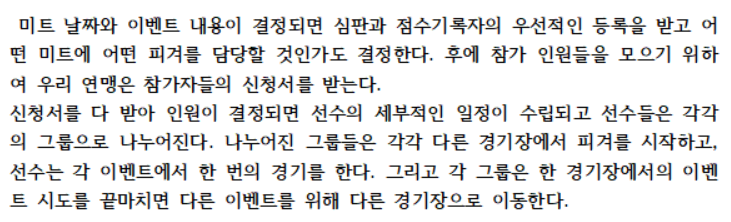 미트 날짜와 이벤트 내용이 결정되면 심판과 점수기록자의 우선적인 등록을 받고 어
떤 미트에 어떤 피겨를 담당할 것인가도 결정한다. 후에 참가 인원들을 모으기 위하
여 우리 연맹은 참가자들의 신청서를 받는다.
신청서를 다 받아 인원이 결정되면 선수의 세부적인 일정이 수립되고 선수들은 각각
의 그룹으로 나누어진다. 나누어진 그룹들은 각각 다른 경기장에서 피겨를 시작하고,
선수는 각 이벤트에서 한 번의 경기를 한다. 그리고 각 그룹은 한 경기장에서의 이벤
트 시도를 끝마치면 다른 이벤트를 위해 다른 경기장으로 이동한다.